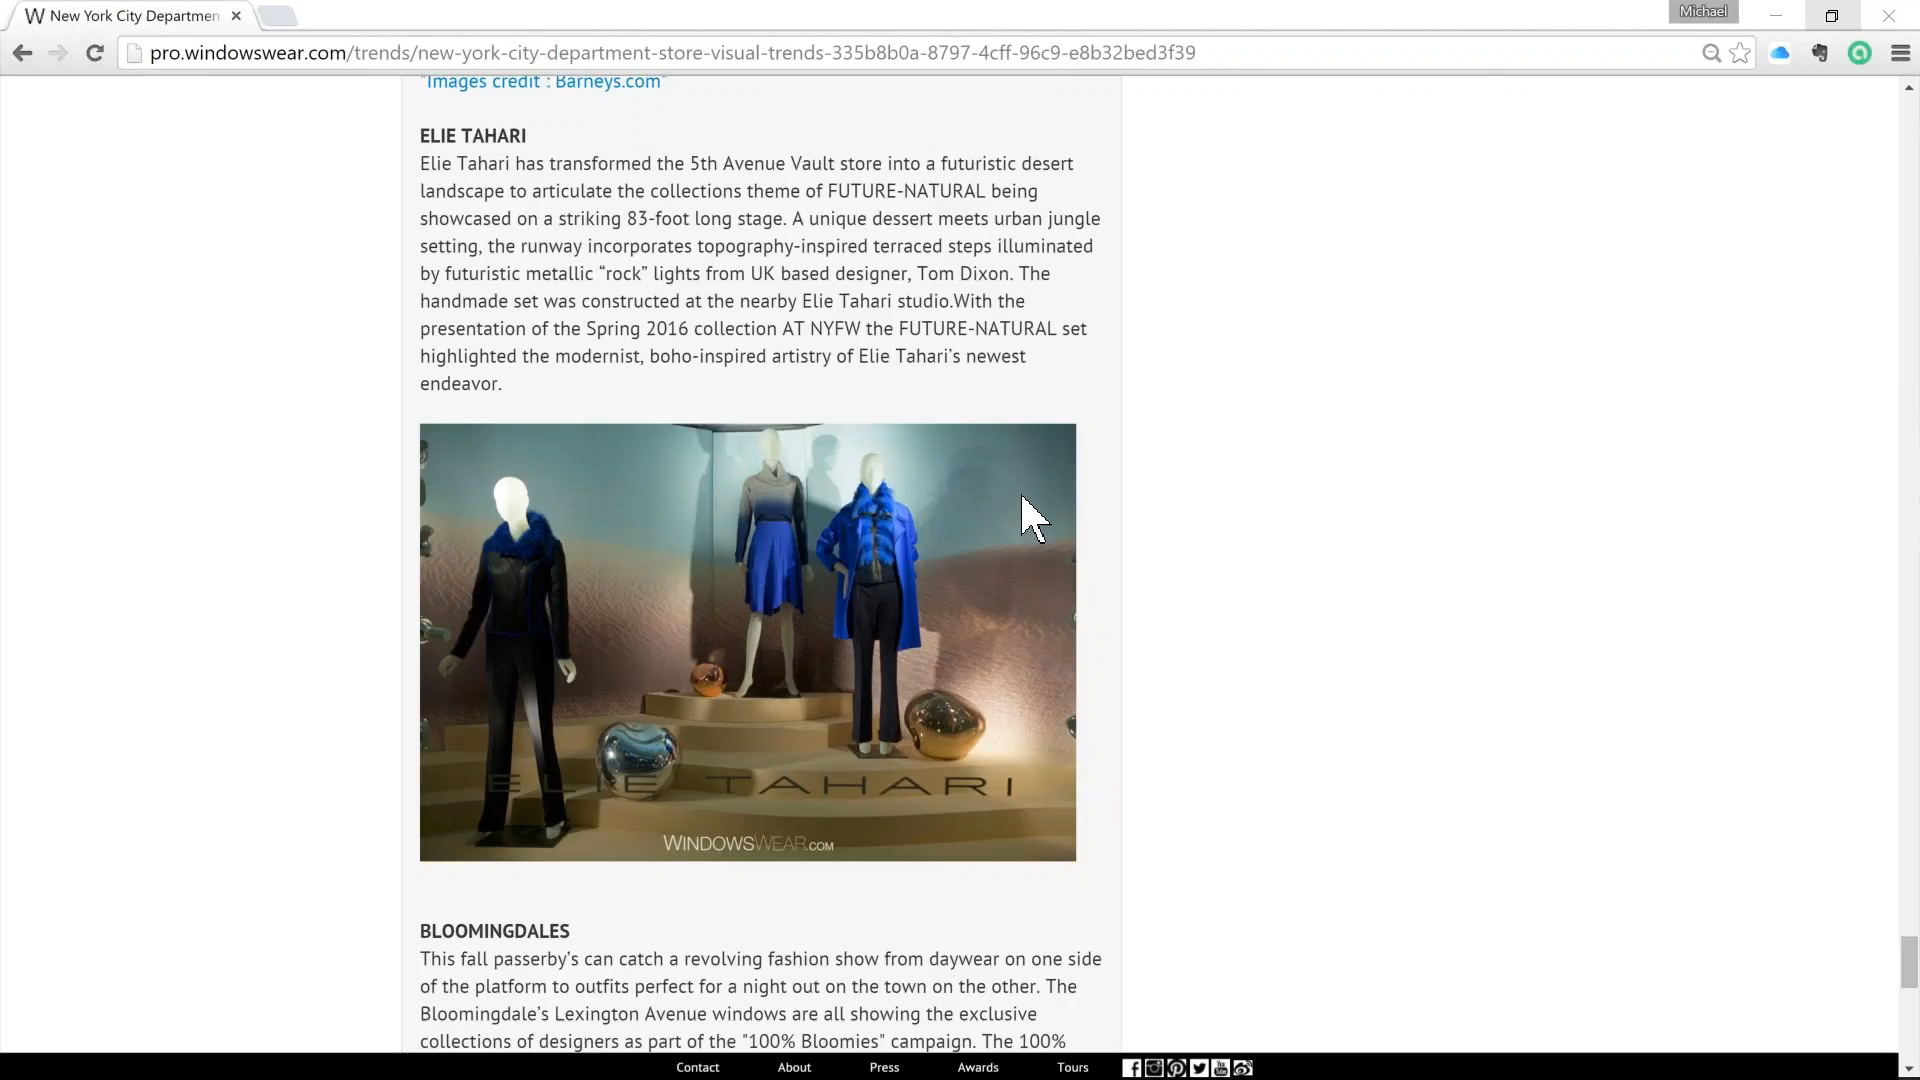 New York City Departmen
Michael
pro.windowswear.com/trends/new-york-city-department-store-visual-trends-335b8b0a-8797-4cff-96c9-e8b32bed3f39
"Images credit : Barneys.com"
ELIE TAHARI
Elie Tahari has transformed the 5th Avenue Vault store into a futuristic desert
landscape to articulate the collections theme of FUTURE-NATURAL being
showcased on a striking 83-foot long stage. A unique dessert meets urban jungle
setting, the runway incorporates topography-inspired terraced steps illuminated
by futuristic metallic “rock” lights from UK based designer, Tom Dixon. The
handmade set was constructed at the nearby Elie Tahari studio.With the
presentation of the Spring 2016 collection AT NYFW the FUTURE-NATURAL set
highlighted the modernist, boho-inspired artistry of Elie Tahari’s newest
endeavor.
ELIE TAHARI
WINDOWSWEAR.COM
BLOOMINGDALES
This fall passerby’s can catch a revolving fashion show from daywear on one side
of the platform to outfits perfect for a night out on the town on the other. The
Bloomingdale’s Lexington Avenue windows are all showing the exclusive
collections of designers as part of the "100% Bloomies" campaign. The 100%
Contact About Press Awards Tours